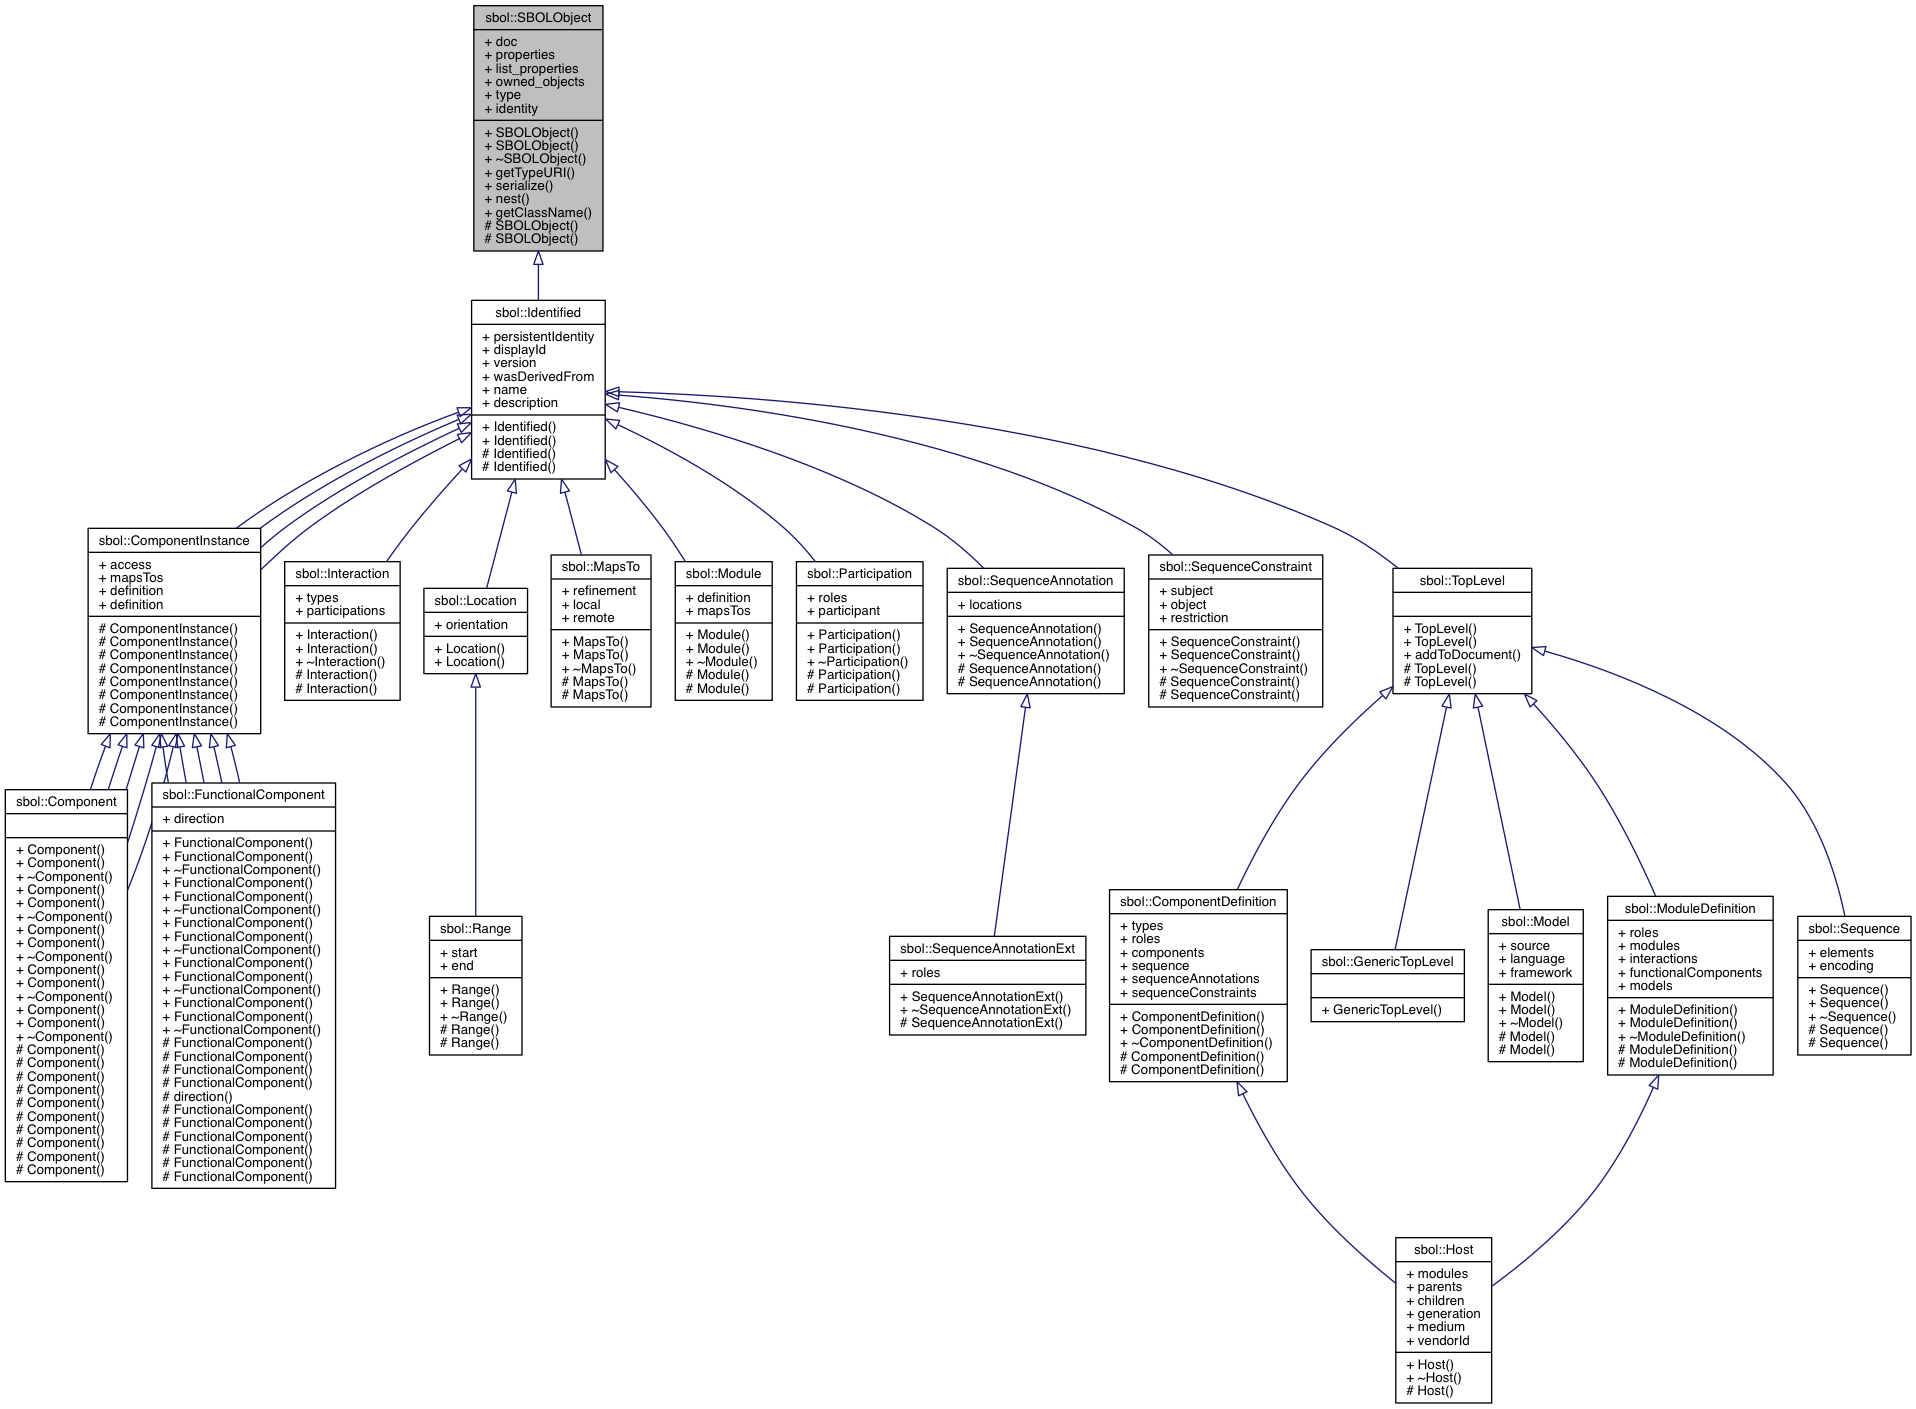 sbol::SBOLObject
+ doc
+ properties
+ list_properties
+ owned_objects
+ type
+ identity
+ SBOLObject()
+ SBOLObject()
+ ~SBOLObject()
+ getTypeURI()
+ serialize()
+ nest()
+ getClassName()
# SBOLObject()
# SBOLObject()
sbol::Identified
+ persistentIdentity
+ displayId
+ version
+ wasDerivedFrom
+ name
+ description
+ Identified()
+ Identified()
# Identified()
# Identified()
sbol::ComponentInstance
+ access
+ mapsTos
+ definition
+ definition
# ComponentInstance()
# ComponentInstance()
# ComponentInstance()
# ComponentInstance()
# ComponentInstance()
# ComponentInstance()
# ComponentInstance()
# ComponentInstance()
sbol::Interaction
+ types
+ participations
+ Interaction()
+ Interaction()
+ ~Interaction()
# Interaction()
# Interaction()
sbol::Location
+ orientation
+ Location()
+ Location()
sbol::MapsTo
+ refinement
+ local
+ remote
+ MapsTo()
+ MapsTo()
+ ~MapsTo()
# MapsTo()
# MapsTo()
sbol::Module
+ definition
+ mapsTos
+ Module()
+ Module()
+ ~Module()
# Module()
# Module()
sbol::Participation
+ roles
+ participant
+ Participation()
+ Participation()
+ ~Participation()
# Participation()
# Participation()
sbol::SequenceAnnotation
+ locations
+ SequenceAnnotation()
+ SequenceAnnotation()
+ ~SequenceAnnotation()
# SequenceAnnotation()
# SequenceAnnotation()
sbol::SequenceConstraint
+ subject
+ object
+ restriction
+ SequenceConstraint()
+ SequenceConstraint()
+ ~SequenceConstraint()
# SequenceConstraint()
# SequenceConstraint()
sbol::TopLevel
+ TopLevel()
+ TopLevel()
+ addToDocument()
# TopLevel()
# TopLevel()
sbol::Component
+ Component()
+ Component()
+ ~Component()
+ Component()
+ Component()
+ ~Component()
+ Component()
+ Component()
+ ~Component()
+ Component()
+ Component()
+ ~Component()
+ Component()
+ Component()
+ ~Component()
# Component()
# Component()
# Component()
# Component()
# Component()
# Component()
# Component()
# Component()
# Component()
# Component()
sbol::FunctionalComponent
+ direction
+ FunctionalComponent()
+ FunctionalComponent()
+ ~FunctionalComponent()
+ FunctionalComponent()
+ FunctionalComponent()
+ ~FunctionalComponent()
+ FunctionalComponent()
+ FunctionalComponent()
+ ~FunctionalComponent()
+ FunctionalComponent()
+ FunctionalComponent()
+ ~FunctionalComponent()
+ FunctionalComponent()
+ FunctionalComponent()
+ ~FunctionalComponent()
# FunctionalComponent()
# FunctionalComponent()
# FunctionalComponent()
# FunctionalComponent()
# direction()
# FunctionalComponent()
# FunctionalComponent()
# FunctionalComponent()
# FunctionalComponent()
# FunctionalComponent()
# FunctionalComponent()
sbol::Range
+ start
+ end
+ Range()
+ Range()
+ ~Range()
# Range()
# Range()
sbol::SequenceAnnotationExt
+ roles
+ SequenceAnnotationExt()
+ ~SequenceAnnotationExt()
# SequenceAnnotationExt()
sbol::ComponentDefinition
+ types
+ roles
+ components
+ sequence
+ sequenceAnnotations
+ sequenceConstraints
+ ComponentDefinition()
+ ComponentDefinition()
+ ~ComponentDefinition()
# ComponentDefinition()
# ComponentDefinition()
sbol::GenericTopLevel
+ GenericTopLevel()
sbol::Model
+ source
+ language
+ framework
+ Model()
+ Model()
+ ~Model()
# Model()
# Model()
sbol::ModuleDefinition
+ roles
+ modules
+ interactions
+ functionalComponents
+ models
+ ModuleDefinition()
+ ModuleDefinition()
+ ~ModuleDefinition()
# ModuleDefinition()
# ModuleDefinition()
sbol::Sequence
+ elements
+ encoding
+ Sequence()
+ Sequence()
+ ~Sequence()
# Sequence()
# Sequence()
sbol::Host
+ modules
+ parents
+ children
+ generation
+ medium
+ vendorId
+ Host()
+ ~Host()
# Host()